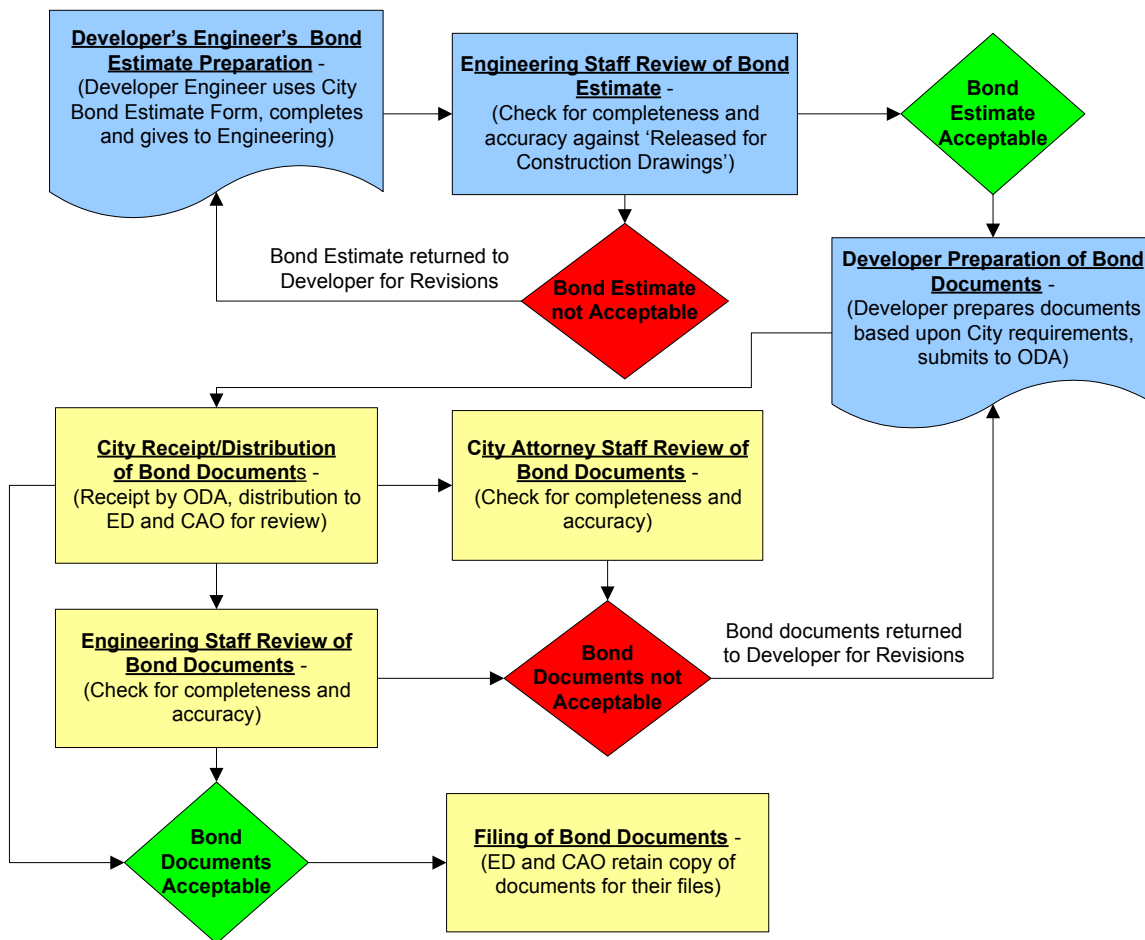 Developer's Engineer's Bond
Estimate Preparation -
(Developer Engineer uses City
Bond Estimate Form, completes
and gives to Engineering)
Engineering Staff Review of Bond
Estimate -
(Check for completeness and
accuracy against ‘Released for
Construction Drawings’)
Bond
Estimate
Acceptable
Bond Estimate returned to
Developer for Revisions
Bond Estimate
not Acceptable
Developer Preparation of Bond
Documents -
(Developer prepares documents
based upon City requirements,
submits to ODA)
City Receipt/Distribution
of Bond Documents -
(Receipt by ODA, distribution to
ED and CAO for review)
City Attorney Staff Review of
Bond Documents -
(Check for completeness and
accuracy)
Engineering Staff Review of
Bond Documents -
(Check for completeness and
accuracy)
Bond
Documents not
Acceptable
Bond documents returned
to Developer for Revisions
Bond
Documents
Acceptable
Filing of Bond Documents -
(ED and CAO retain copy of
documents for their files)